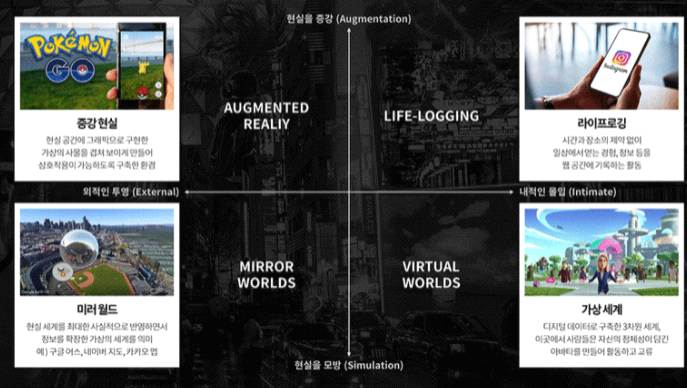 현실을 증강 (Augmentation)
POKÉMON
GO
증강 현실
현실 공간에 그래픽으로 구현한
가상의 사물을 겹쳐 보이게 만들어
상호작용이 가능하도록 구축한 환경
AUGMENTED
REALIY
LIFE-LOGGING
Instagram
라이프로깅
시간과 장소의 제약 없이
일상에서 얻는 경험, 정보 등을
웹 공간에 기록하는 활동
외적인 투영 (External)
내적인 몰입 (Intimate)
미러 월드
현실 세계를 최대한 사실적으로 반영하면서
정보를 확장한 가상의 세계를 의미
예) 구글 어스, 네이버 지도, 카카오 맵
MIRROR
WORLDS
VIRTUAL
WORLDS
가상 세계
디지털 데이터로 구축한 3차원 세계,
이곳에서 사람들은 자신의 정체성이 담긴
아바타를 만들어 활동하고 교류
현실을 모방 (Simulation)